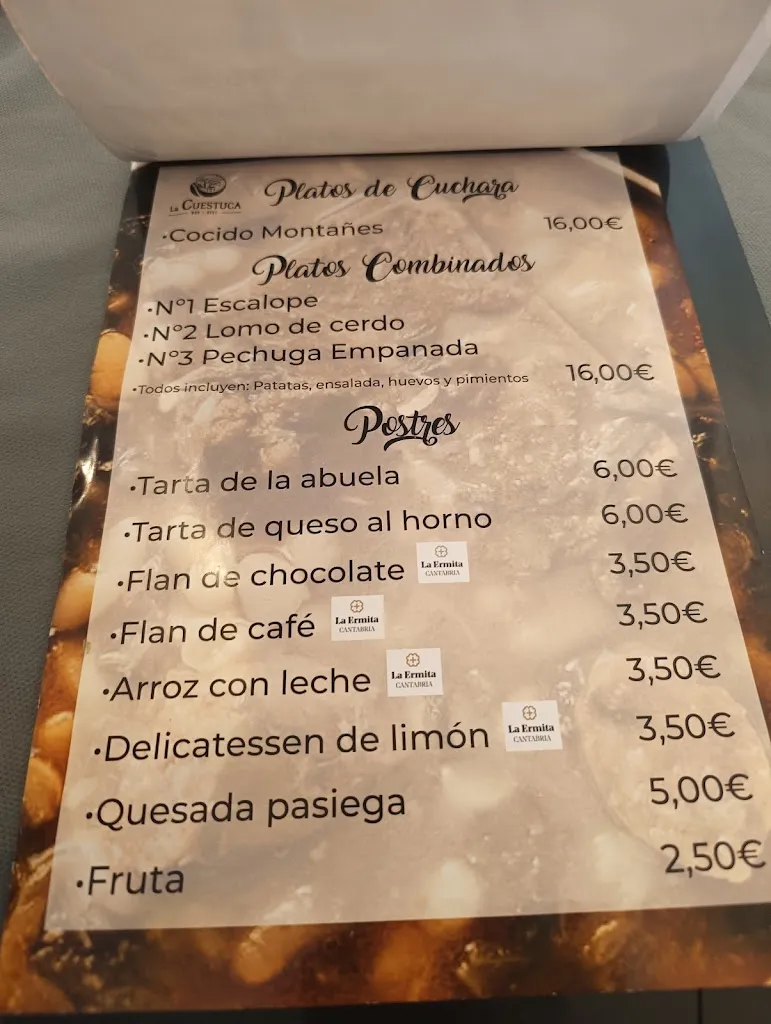 La CUESTUCA
Platos de Cuchara
·Cocido Montañes 16,00€
Platos Combinados
·Nº1 Escalope
·Nº2 Lomo de cerdo
·Nº3 Pechuga Empanada
·Todos incluyen: Patatas, ensalada, huevos y pimientos 16,00€
Postres
·Tarta de la abuela 6,00€
·Tarta de queso al horno 6,00€
·Flan de chocolate La Ermita CANTABRIA 3,50€
·Flan de café La Ermita CANTABRIA 3,50€
·Arroz con leche La Ermita CANTABRIA 3,50€
·Delicatessen de limón La Ermita CANTABRIA 3,50€
·Quesada pasiega 5,00€
·Fruta 2,50€